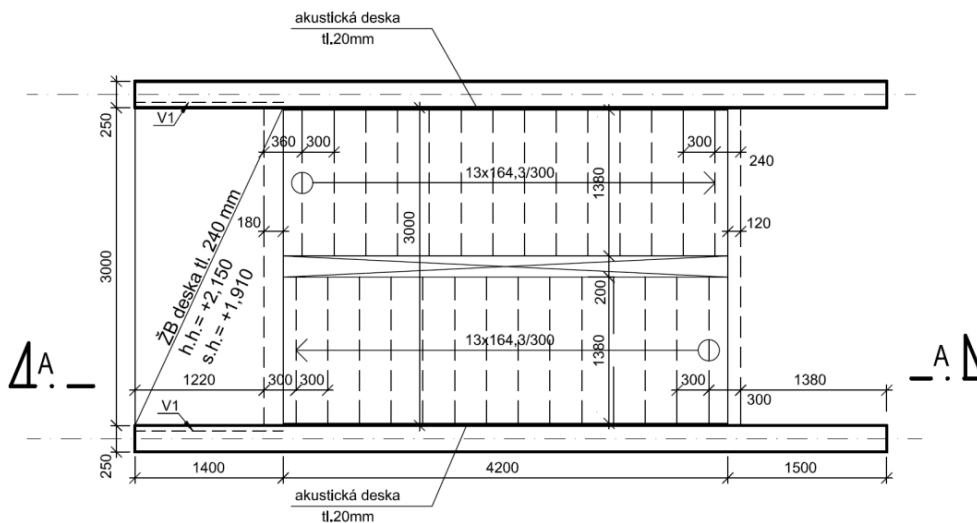 akustická deska
tl.20mm
250
V1
360
300
300
240
13x164,3/300
1380
3000
180
120
3000
ŽB deska tl. 240 mm
h.h. = +2,150
s.h. = +1,910
200
13x164,3/300
1380
A
A
1220
300
300
300
300
1380
V1
250
1400
4200
1500
akustická deska
tl.20mm